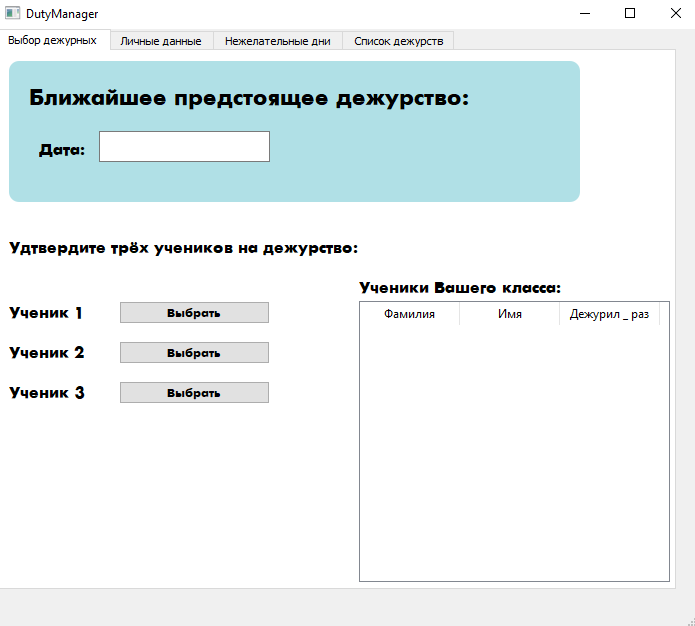 DutyManager
Выбор дежурных Личные данные Нежелательные дни Список дежурств
Ближайшее предстоящее дежурство:
Дата:
Удтвердите трёх учеников на дежурство:
Ученики Вашего класса:
Фамилия Имя Дежурил _ раз
Ученик 1 Выбрать
Ученик 2 Выбрать
Ученик 3 Выбрать